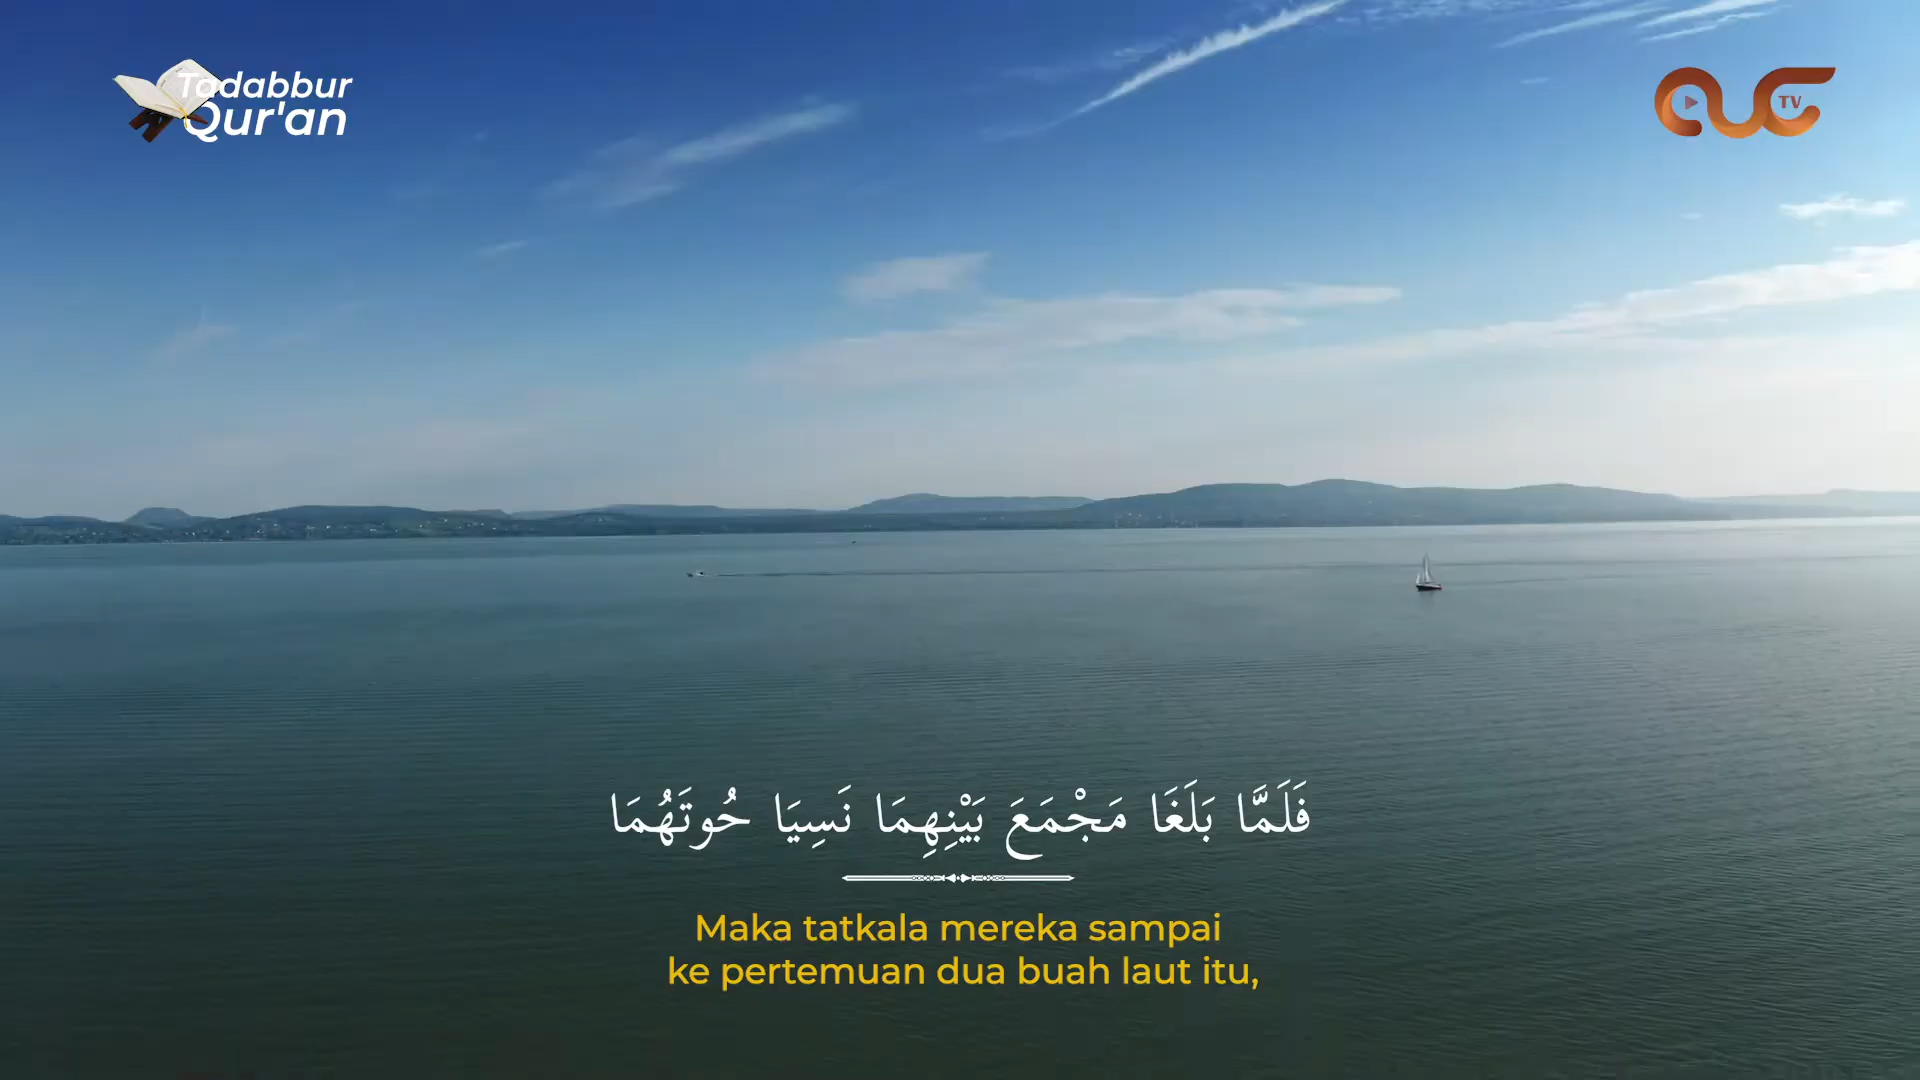 Tadabbur
Qur'an
TV
فَلَمَّا بَلَغَا مَجْمَعَ بَيْنِهِمَا نَسِيَا حُوتَهُمَا
Maka tatkala mereka sampai
ke pertemuan dua buah laut itu,